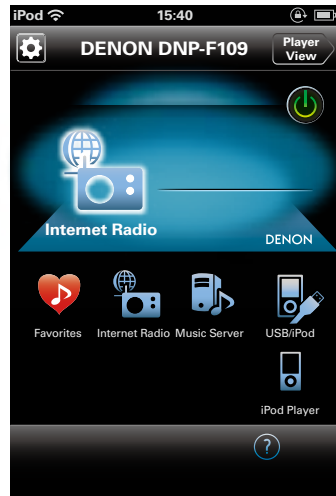 iPod 15:40
DENON DNP-F109
Player
View
Internet Radio
DENON
Favorites Internet Radio Music Server USB/iPod
iPod Player
?